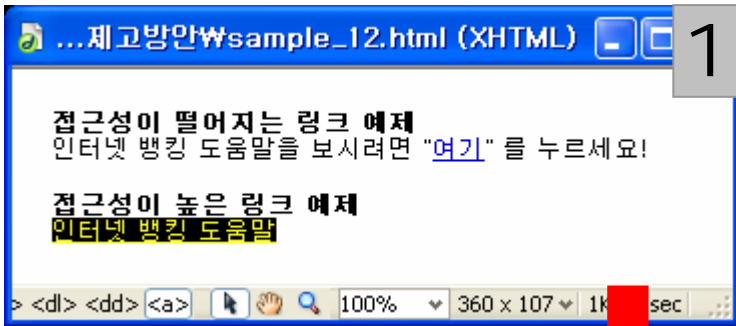 ...제고방안₩sample_12.html (XHTML)
1
접근성이 떨어지는 링크 예제
인터넷 뱅킹 도움말을 보시려면 "여기" 를 누르세요!
접근성이 높은 링크 예제
인터넷 뱅킹 도움말
> <dl> <dd> <a> 100% 360 x 107 1K sec